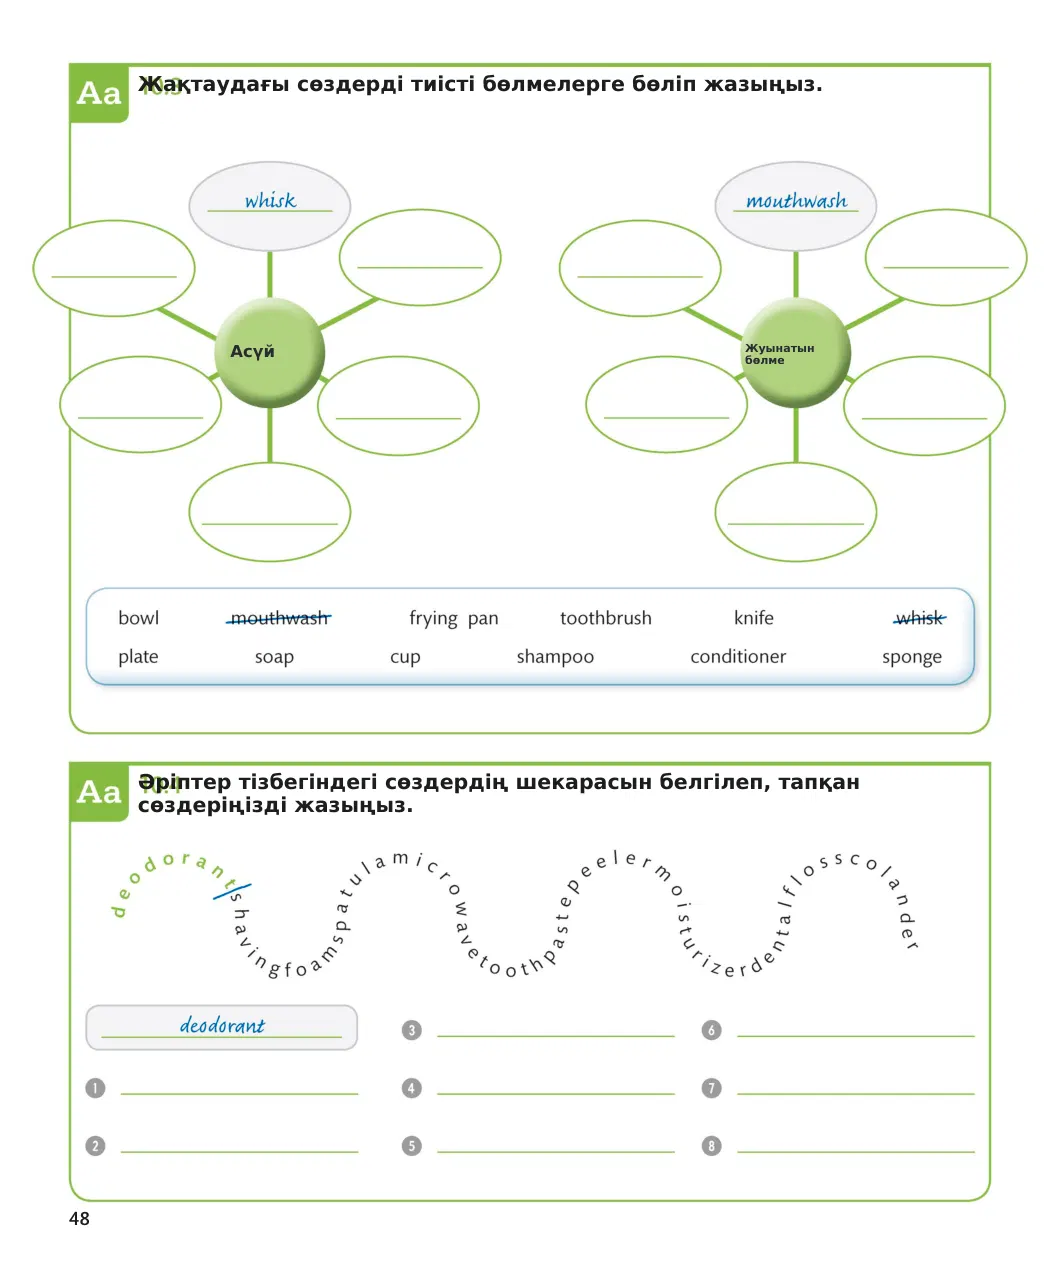 Aa
Жақтаудағы сөздерді тиісті бөлмелерге бөліп жазыңыз.
whisk
mouthwash
Асүй
Жуынатын
бөлме
bowl mouthwash frying pan toothbrush knife whisk
plate soap cup shampoo conditioner sponge
Aa
Әріптер тізбегіндегі сөздердің шекарасын белгілеп, тапқан
сөздеріңізді жазыңыз.
deodorantshavingfoamspatulamicrowavetoothpastepeelermoisturizerdentalflosscolander
deodorant
3
6
1
4
7
2
5
8
48